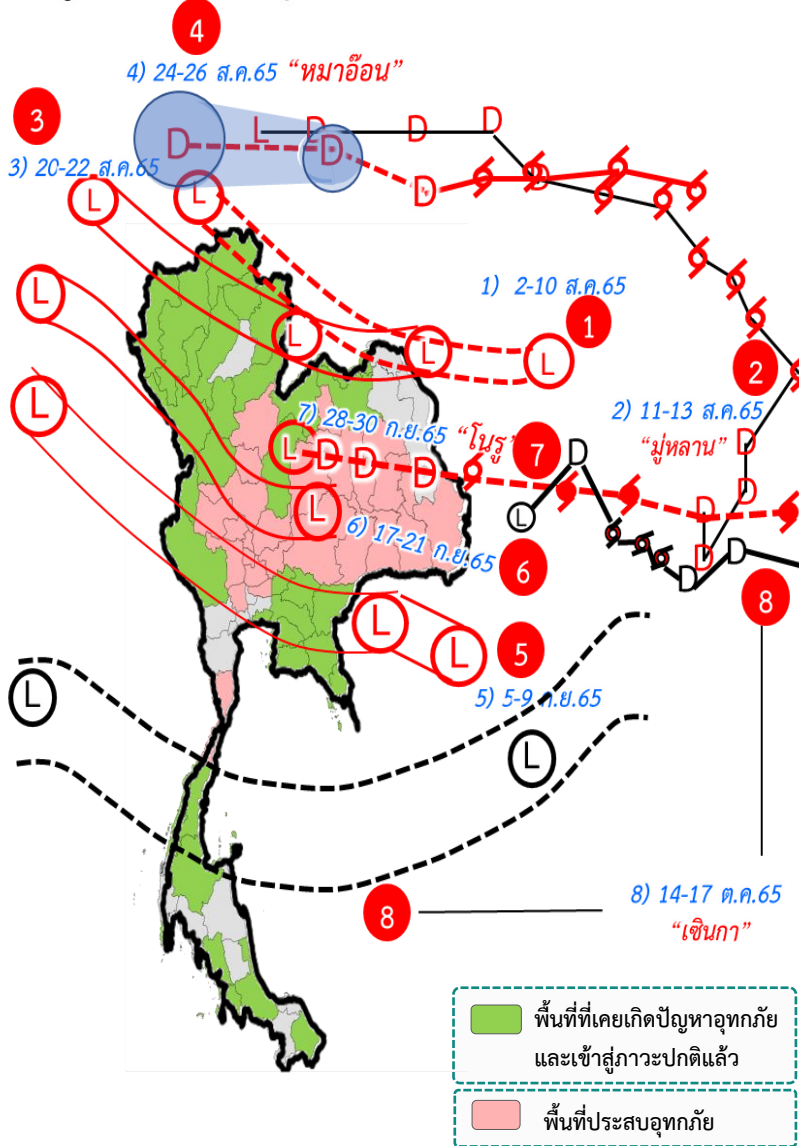 4
4) 24-26 ส.ค.65 “หมาอ๊อน”
3
3) 20-22 ส.ค.65
L D D D
D D D
L L
1) 2-10 ส.ค.65
1
L
L L L
2
2) 11-13 ส.ค.65
“มู่หลาน”
L
7) 28-30 ก.ย.65 “โนรู”
7
D
D
L D D D
D
D
L
L
6) 17-21 ก.ย.65
6
D
D
D
8
L
L
5
5) 5-9 ก.ย.65
L
L
8) 14-17 ต.ค.65
8
“เซินกา”
พื้นที่ที่เคยเกิดปัญหาอุทกภัย
และเข้าสู่ภาวะปกติแล้ว
พื้นที่ประสบอุทกภัย